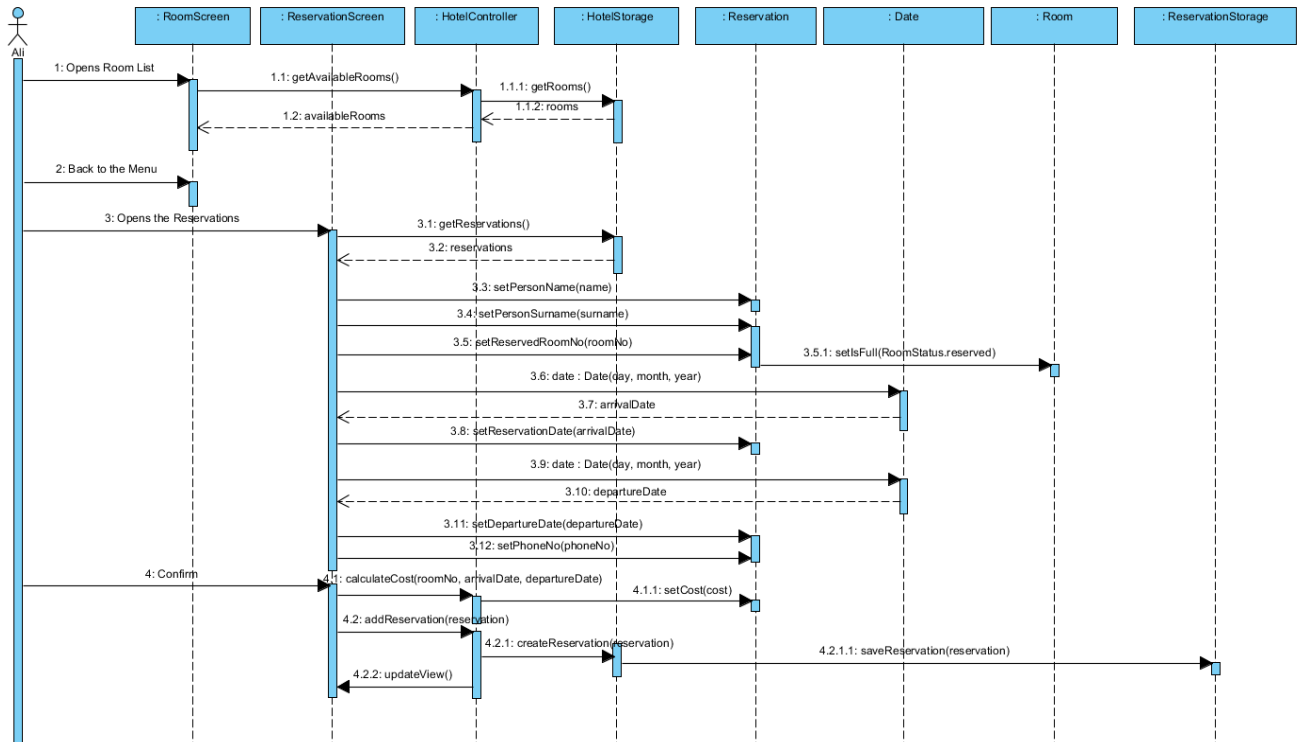 : RoomScreen
: ReservationScreen
: HotelController
: HotelStorage
: Reservation
: Date
: Room
: ReservationStorage
Ali
1: Opens Room List
1.1: getAvailableRooms()
1.1.1: getRooms()
1.1.2: rooms
1.2: availableRooms
2: Back to the Menu
3: Opens the Reservations
3.1: getReservations()
3.2: reservations
3.3: setPersonName(name)
3.4: setPersonSurname(surname)
3.5: setReservedRoomNo(roomNo)
3.5.1: setIsFull(RoomStatus.reserved)
3.6: date : Date(day, month, year)
3.7: arrivalDate
3.8: setReservationDate(arrivalDate)
3.9: date : Date(day, month, year)
3.10: departureDate
3.11: setDepartureDate(departureDate)
3.12: setPhoneNo(phoneNo)
4: Confirm
4.1: calculateCost(roomNo, arrivalDate, departureDate)
4.1.1: setCost(cost)
4.2: addReservation(reservation)
4.2.1: createReservation(reservation)
4.2.1.1: saveReservation(reservation)
4.2.2: updateView()